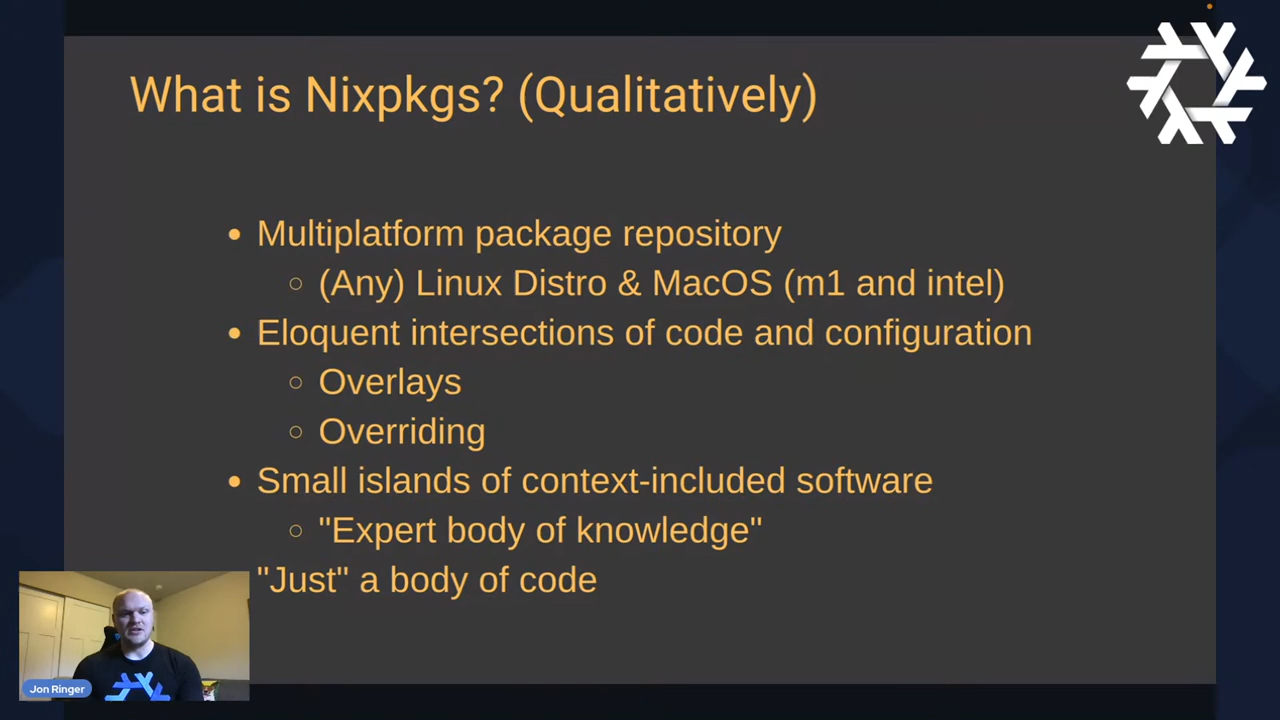 What is Nixpkgs? (Qualitatively)
• Multiplatform package repository
○ (Any) Linux Distro & MacOS (m1 and intel)
• Eloquent intersections of code and configuration
○ Overlays
○ Overriding
• Small islands of context-included software
○ "Expert body of knowledge"
"Just" a body of code
Jon Ringer